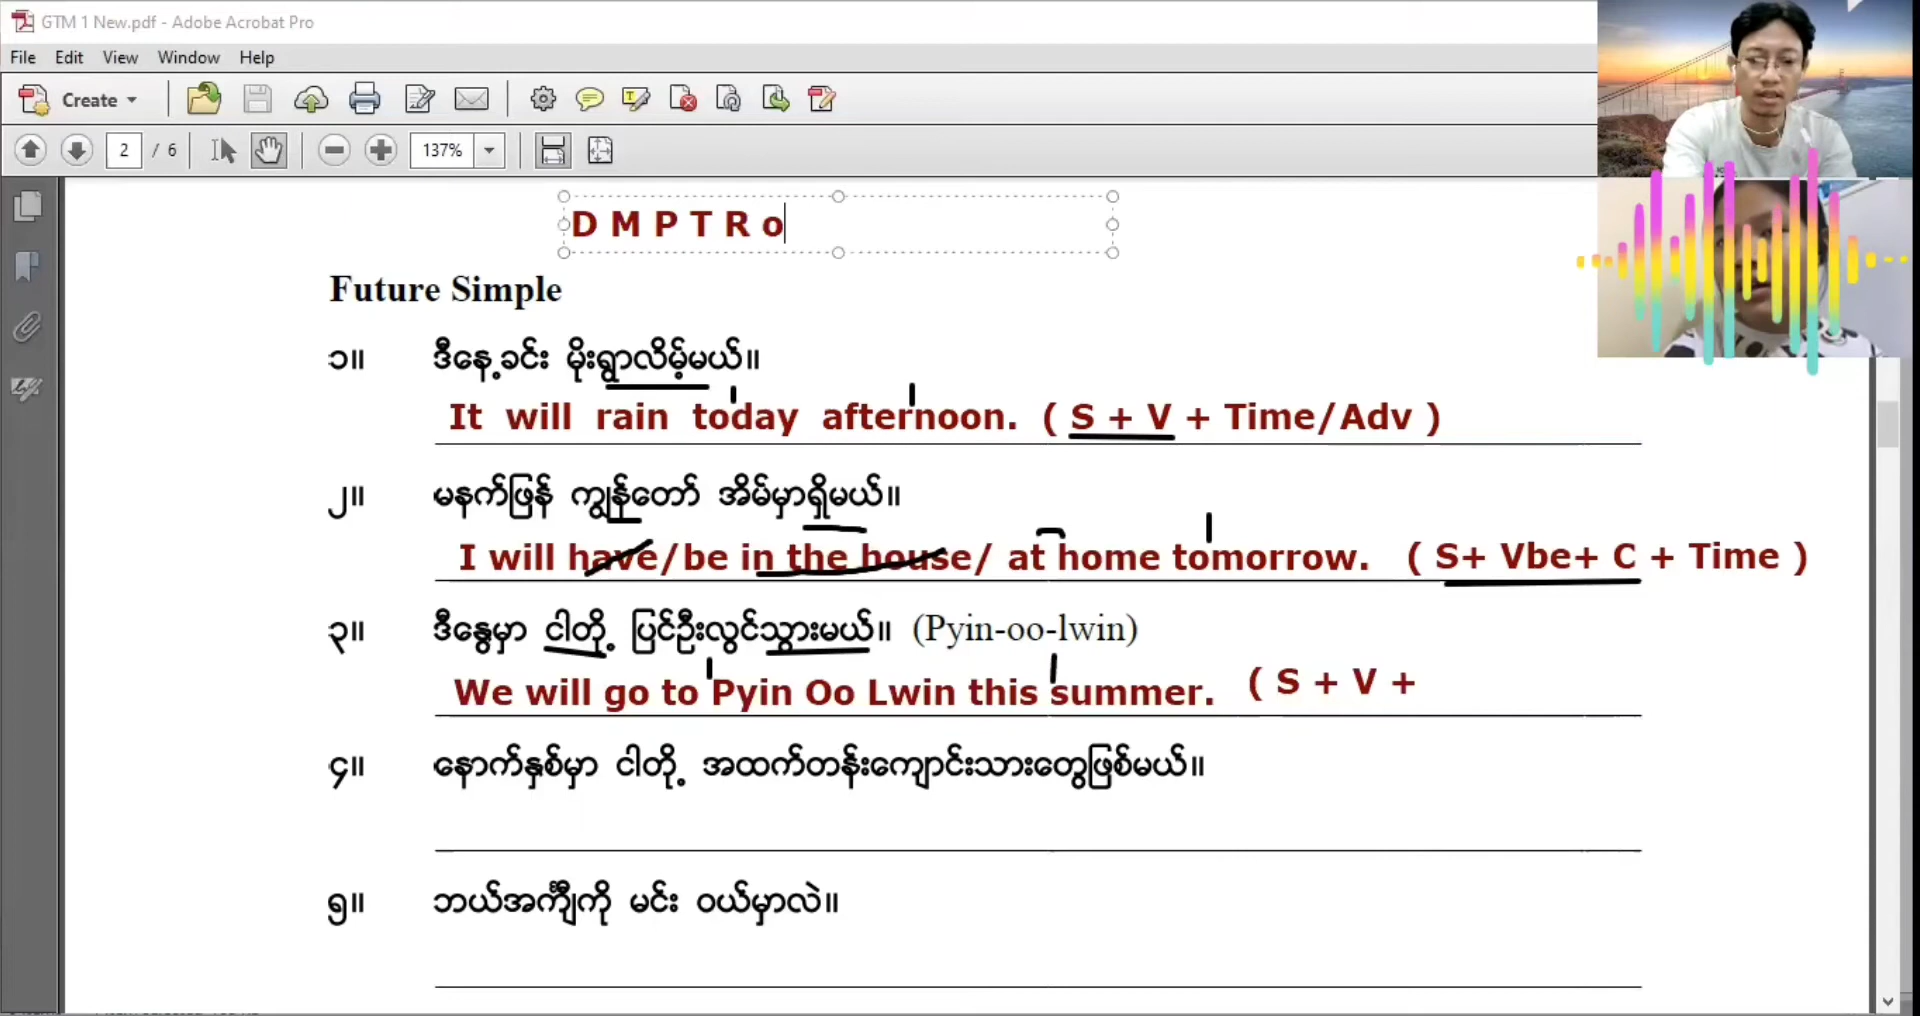 GTM 1 New.pdf - Adobe Acrobat Pro
File Edit View Window Help
Create
2 / 6 137%
D M P T R o
Future Simple
၁။ ဒီနေ့ခင်း မိုးရွာလိမ့်မယ်။
It will rain today afternoon. ( S + V + Time/Adv )
၂။ မနက်ဖြန် ကျွန်တော် အိမ်မှာရှိမယ်။
I will have/be in the house/ at home tomorrow. ( S+ Vbe+ C + Time )
၃။ ဒီနွေမှာ ငါတို့ ပြင်ဦးလွင်သွားမယ်။ (Pyin-oo-lwin)
We will go to Pyin Oo Lwin this summer. ( S + V +
၄။ နောက်နှစ်မှာ ငါတို့ အထက်တန်းကျောင်းသားတွေဖြစ်မယ်။
၅။ ဘယ်အင်္ကျီကို မင်း ဝယ်မှာလဲ။